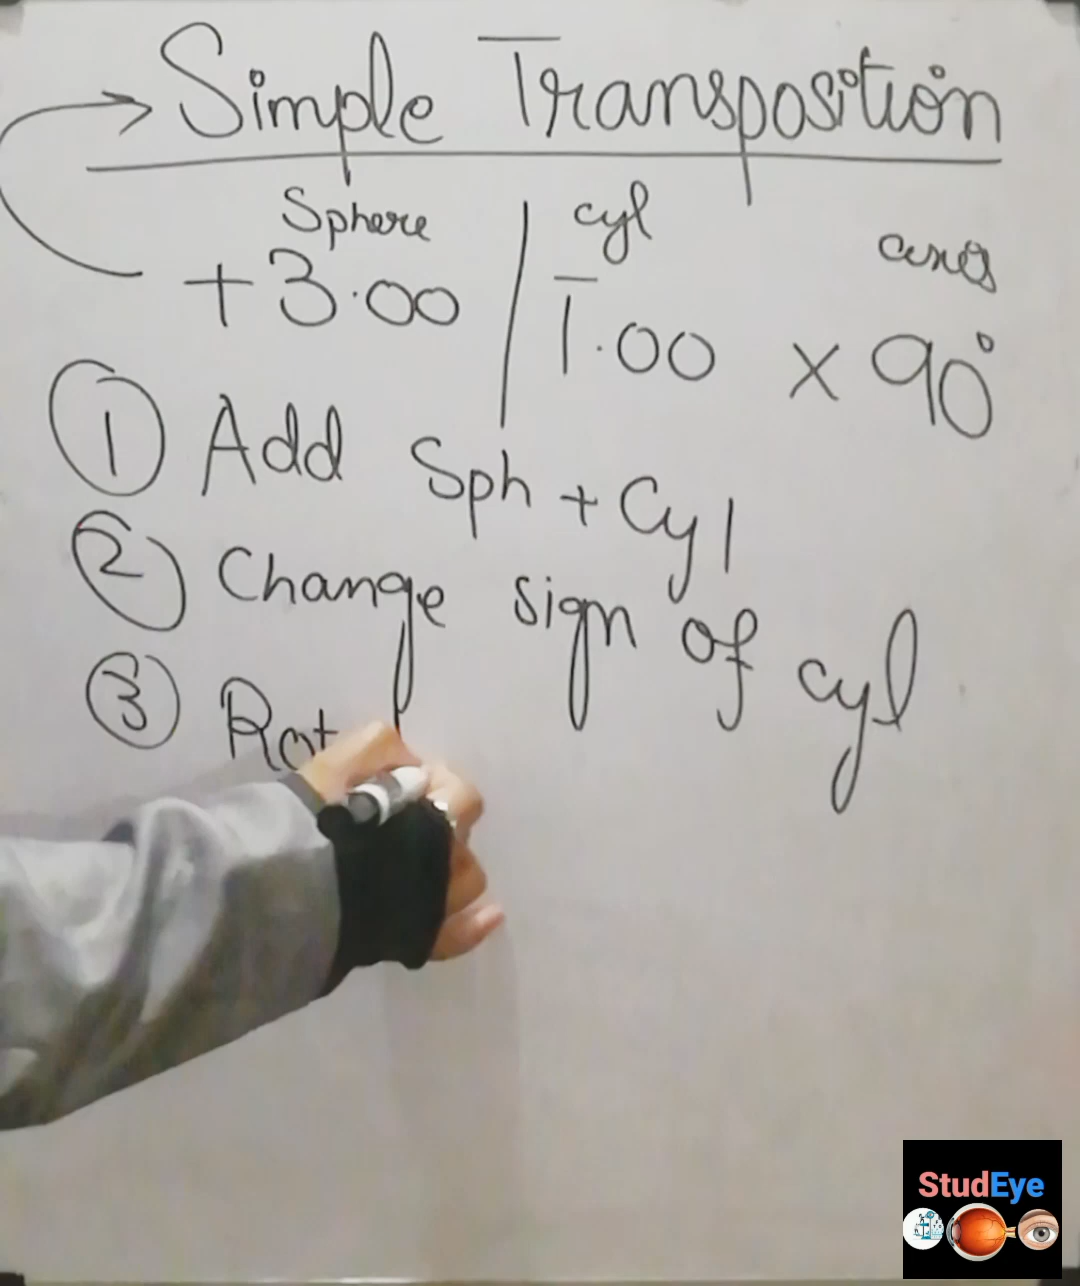 Simple Transposition
Sphere cyl axis
+3.00 | -1.00 x 90°
① Add Sph + Cyl
② Change sign of cyl
③ Rot
StudEye